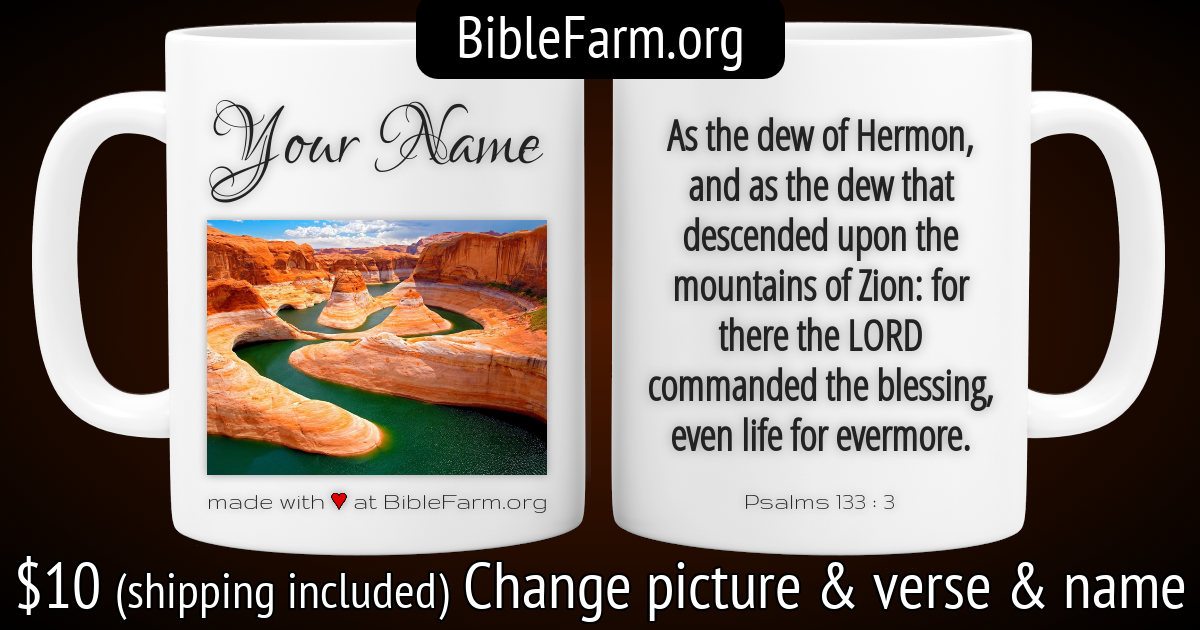 BibleFarm.org
Your Name
made with ♥ at BibleFarm.org
As the dew of Hermon,
and as the dew that
descended upon the
mountains of Zion: for
there the LORD
commanded the blessing,
even life for evermore.
Psalms 133 : 3
$10 (shipping included) Change picture & verse & name